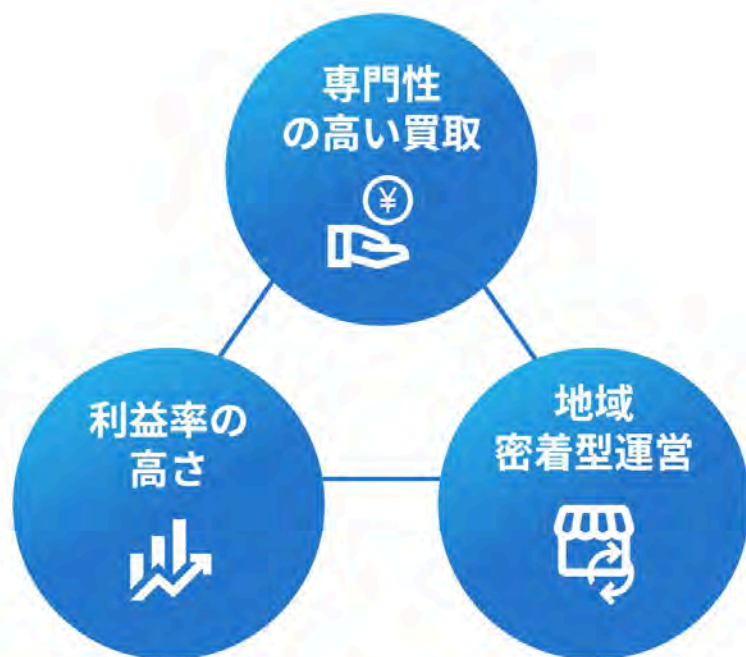 専門性
の高い買取
¥
利益率の
高さ
地域
密着型運営